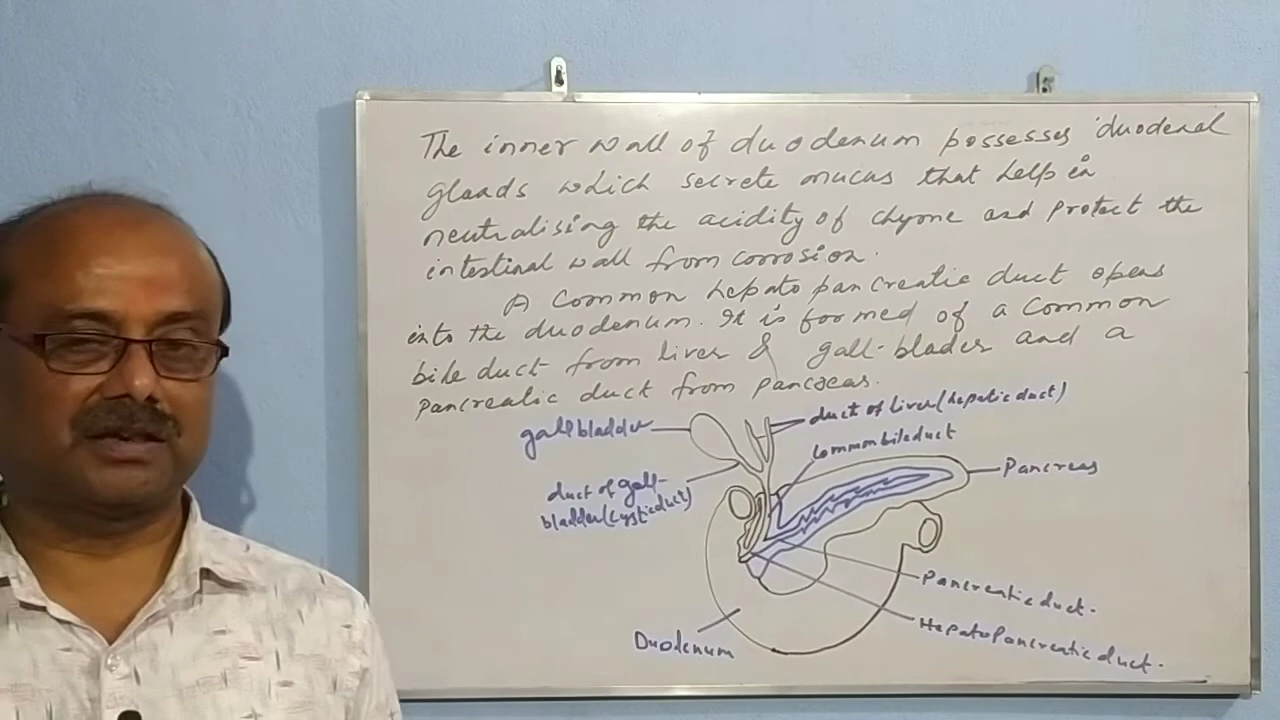 The inner wall of duodenum possesses duodenal
glands which secrete mucus that help in
neutralising the acidity of chyme and protect the
intestinal wall from corrosion.
A common hepato pancreatic duct opens
into the duodenum. It is formed of a common
bile duct from liver & gall-blader and a
pancreatic duct from pancreas.
gall bladder
duct of liver (hepatic duct)
Common bile duct
Pancreas
duct of gall-
bladder (cystic duct)
Pancreatic duct.
Hepato Pancreatic duct.
Duodenum